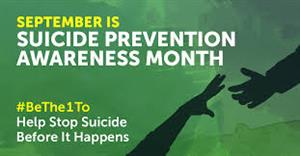 SEPTEMBER IS
SUICIDE PREVENTION
AWARENESS MONTH
#BeThe1To
Help Stop Suicide
Before It Happens